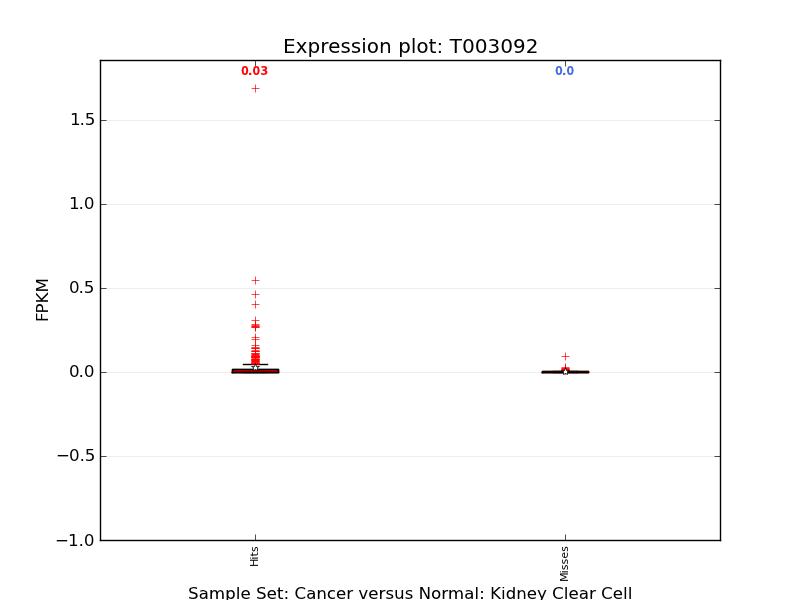 Expression plot: T003092
0.03
0.0
1.5
1.0
0.5
0.0
−0.5
−1.0
FPKM
Hits
Misses
Sample Set: Cancer versus Normal: Kidney Clear Cell